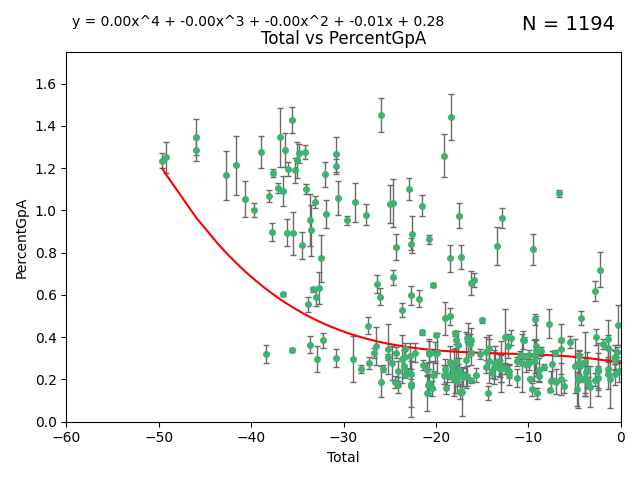 y = 0.00x^4 + -0.00x^3 + -0.00x^2 + -0.01x + 0.28
N = 1194
Total vs PercentGpA
1.6
1.4
1.2
1.0
0.8
0.6
0.4
0.2
0.0
PercentGpA
−60 −50 −40 −30 −20 −10 0
Total